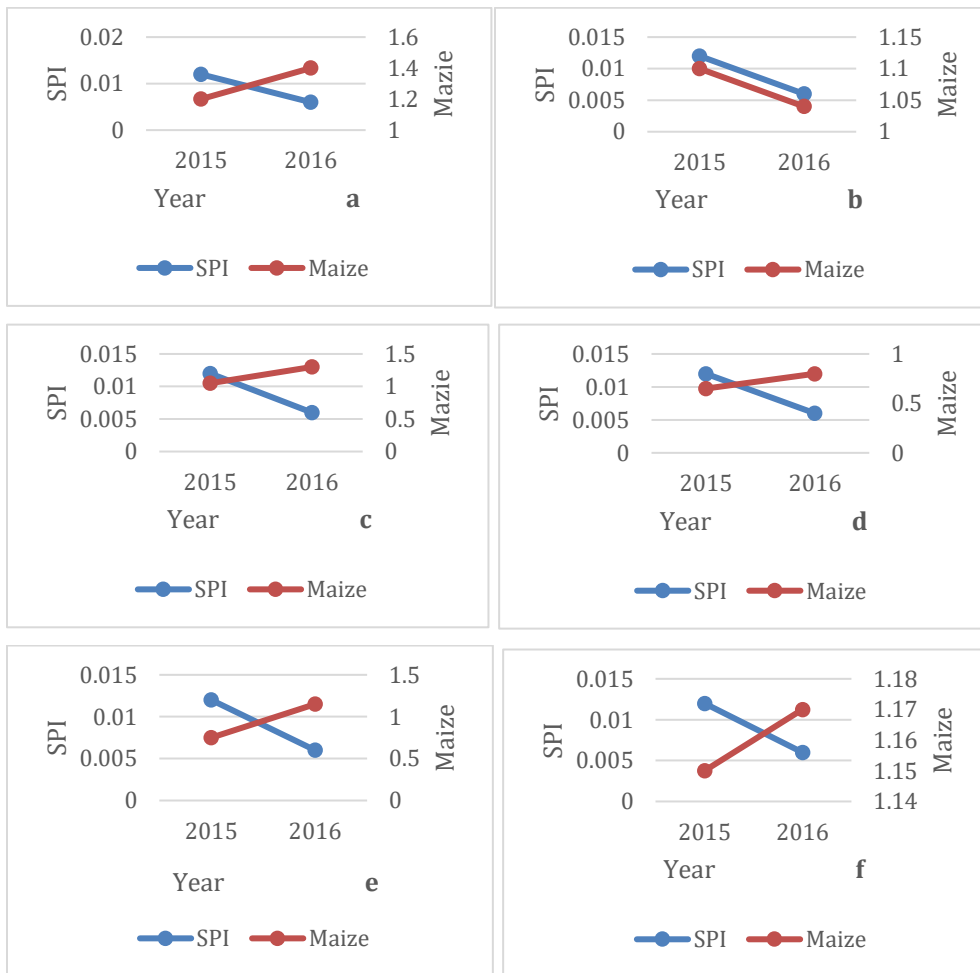 0.02
0.01
0
SPI
1.6
1.4
1.2
1
Mazie
2015 2016
Year a
SPI Maize
0.015
0.01
0.005
0
SPI
1.15
1.1
1.05
1
Maize
2015 2016
Year b
SPI Maize
0.015
0.01
0.005
0
SPI
1.5
1
0.5
0
Mazie
2015 2016
Year c
SPI Maize
0.015
0.01
0.005
0
SPI
1
0.5
0
Maize
2015 2016
Year d
SPI Maize
0.015
0.01
0.005
0
SPI
1.5
1
0.5
0
Maize
2015 2016
Year e
SPI Maize
0.015
0.01
0.005
0
SPI
1.18
1.17
1.16
1.15
1.14
Maize
2015 2016
Year f
SPI Maize